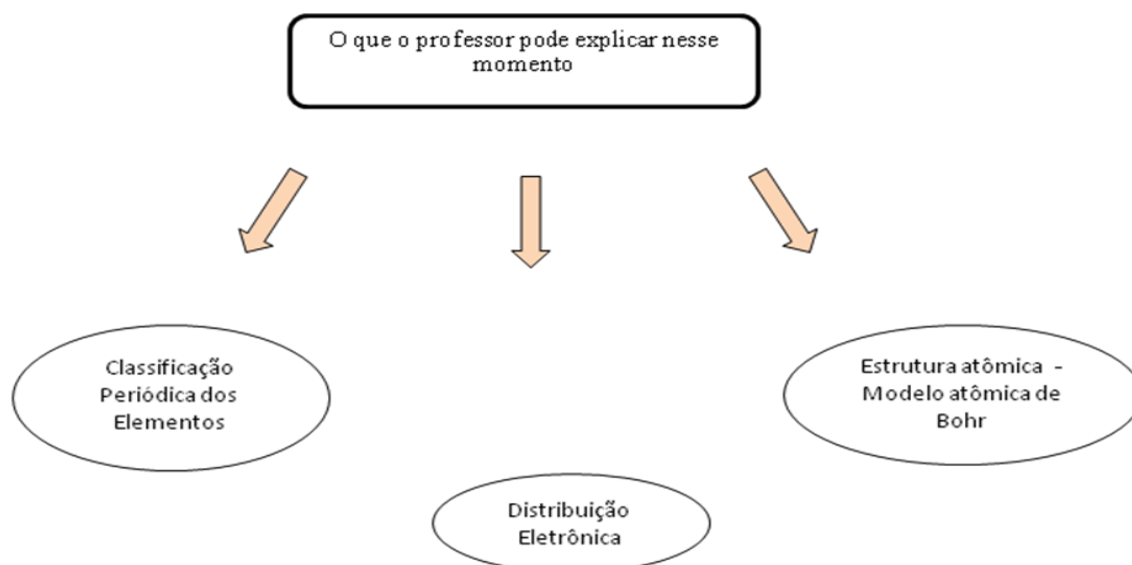 O que o professor pode explicar nesse
momento
Classificação
Periódica dos
Elementos
Estrutura atômica -
Modelo atômica de
Bohr
Distribuição
Eletrônica